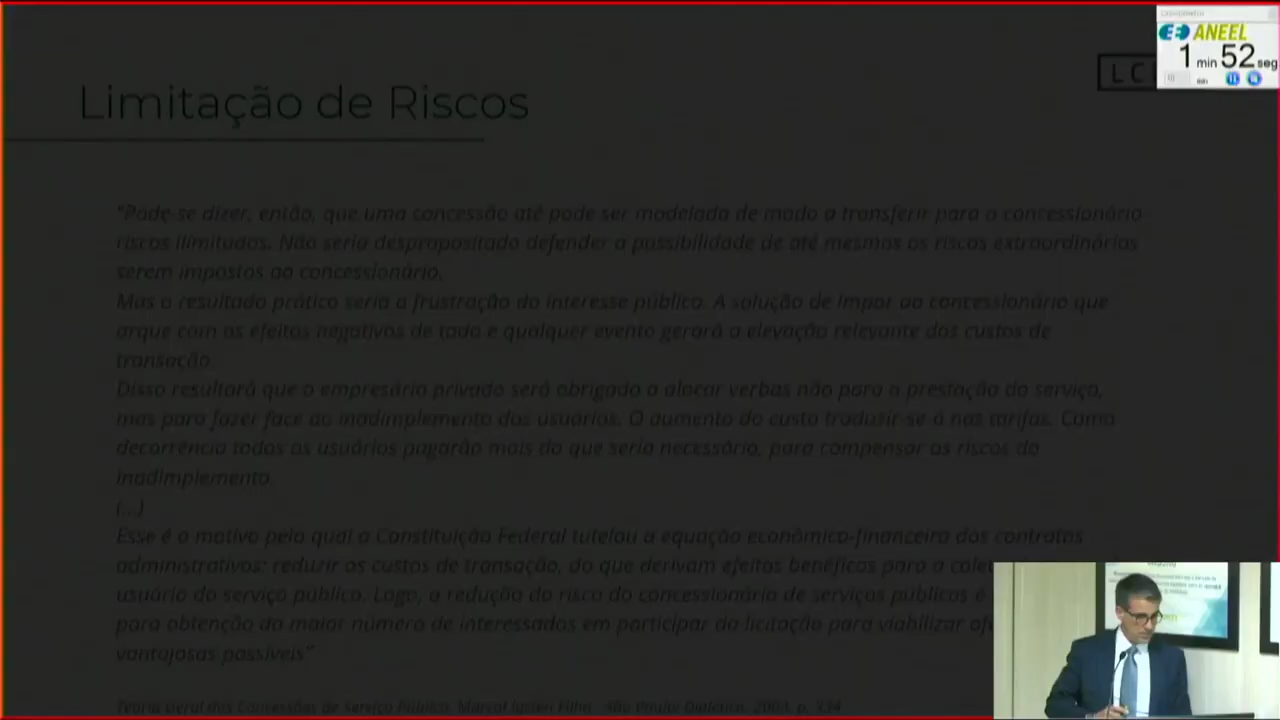 Limitação de Riscos
LC
ANEEL
1 min 52 seg
"Pode-se dizer, então, que uma concessão até pode ser modelada de modo a transferir para o concessionário
riscos ilimitados. Não seria despropositado defender a possibilidade de até mesmos os riscos extraordinários
serem impostos ao concessionário.
Mas o resultado prático seria a frustração do interesse público. A solução de impor ao concessionário que
arque com os efeitos negativos de todo e qualquer evento gerará a elevação relevante dos custos de
transação.
Disso resultará que o empresário privado será obrigado a alocar verbas não para a prestação do serviço,
mas para fazer face ao inadimplemento dos usuários. O aumento do custo traduzir-se-á nas tarifas. Como
decorrência todos os usuários pagarão mais do que seria necessário, para compensar os riscos do
inadimplemento.
(...)
Esse é o motivo pelo qual a Constituição Federal tutelou a equação econômico-financeira dos contratos
administrativos: reduzir os custos de transação, do que derivam efeitos benéficos para a
usuário do serviço público. Logo, a redução do risco do concessionário de serviços públicos é
para obtenção do maior número de interessados em participar da licitação para viabilizar
vantajosas possíveis"
Teoria Geral das Concessões de Serviço Público. Marçal Justen Filho. São Paulo: Dialética, 2003, p. 334